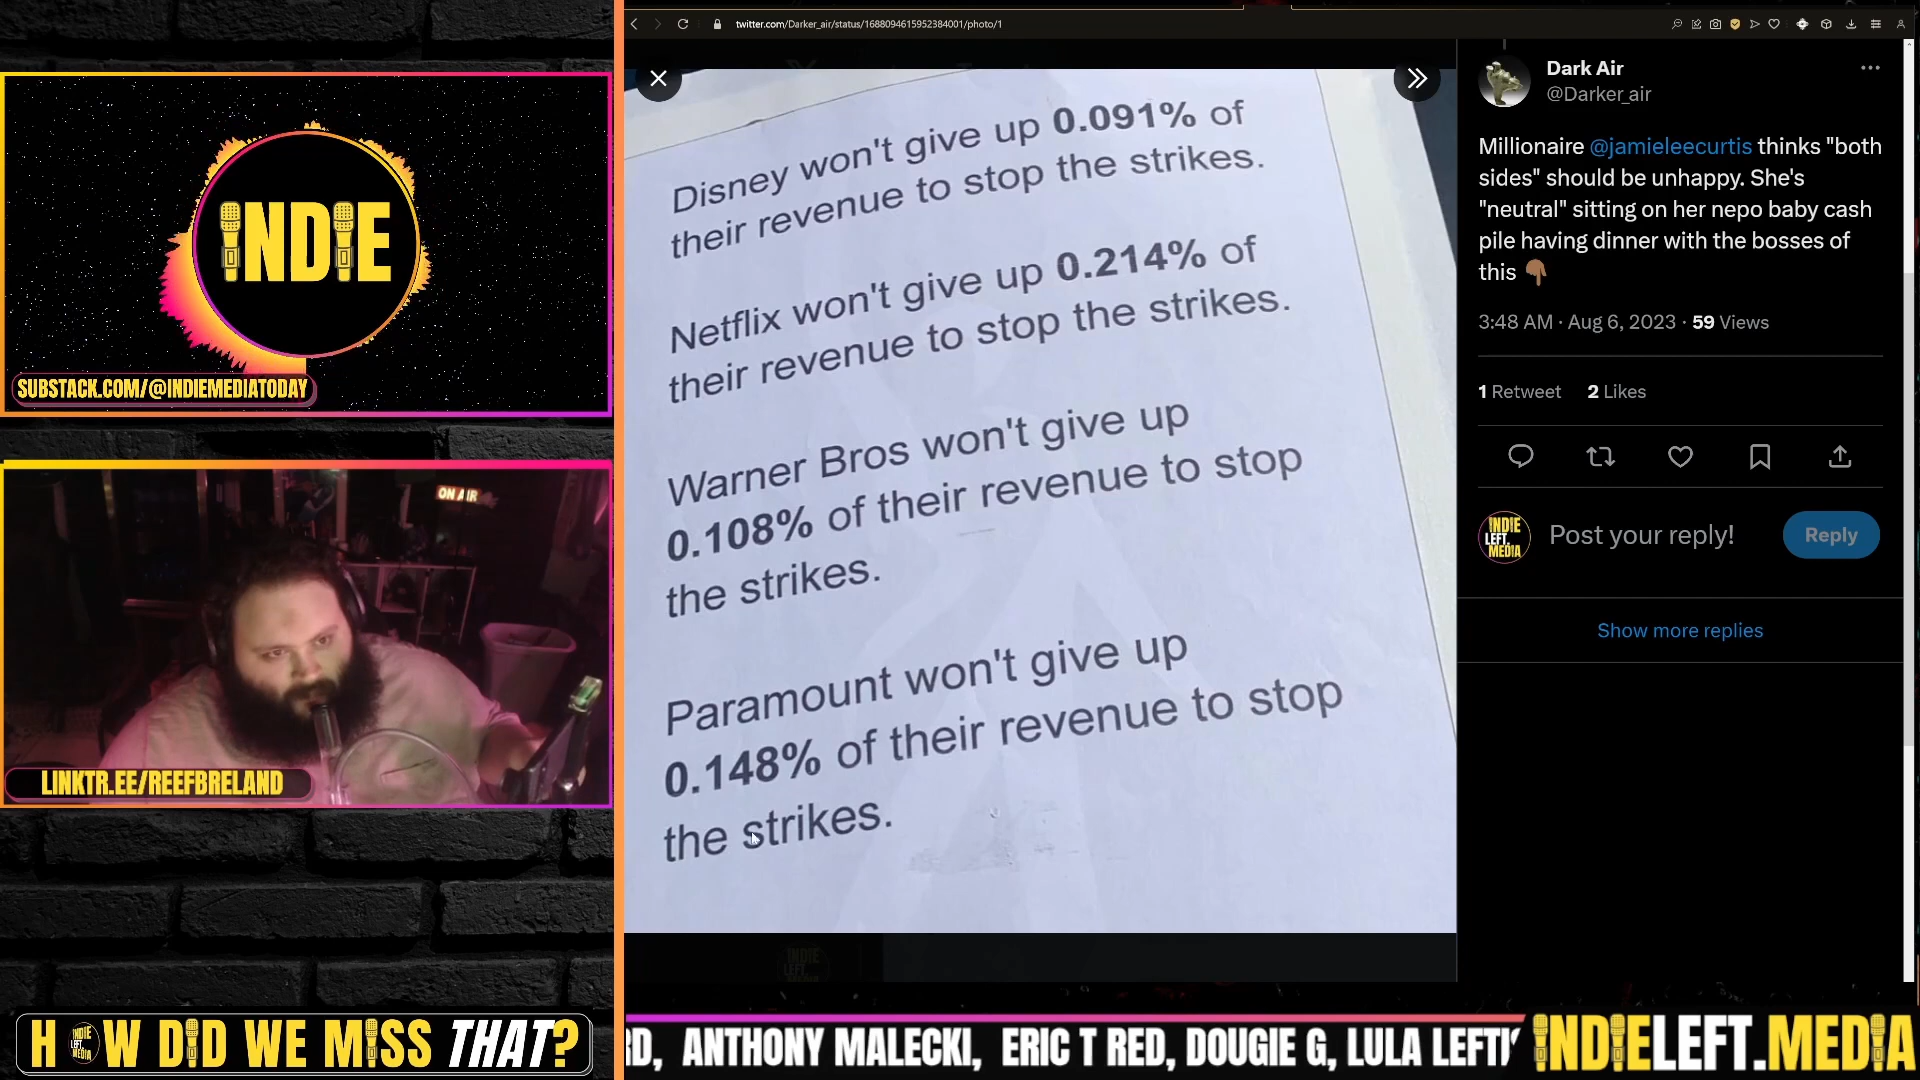 twitter.com/Darker_air/status/1688094615952384001/photo/1
INDIE
SUBSTACK.COM/@INDIEMEDIATODAY
ON AIR
LINKTR.EE/REEFBRELAND
Disney won't give up 0.091% of
their revenue to stop the strikes.
Netflix won't give up 0.214% of
their revenue to stop the strikes.
Warner Bros won't give up
0.108% of their revenue to stop
the strikes.
Paramount won't give up
0.148% of their revenue to stop
the strikes.
Dark Air
@Darker_air
Millionaire @jamieleecurtis thinks "both
sides" should be unhappy. She's
"neutral" sitting on her nepo baby cash
pile having dinner with the bosses of
this
3:48 AM · Aug 6, 2023 · 59 Views
1 Retweet 2 Likes
INDIE
LEFT.
MEDIA
Post your reply!
Reply
Show more replies
HOW DID WE MISS THAT?
RD, ANTHONY MALECKI, ERIC T RED, DOUGIE G, LULA LEFTI
INDIELEFT.MEDIA